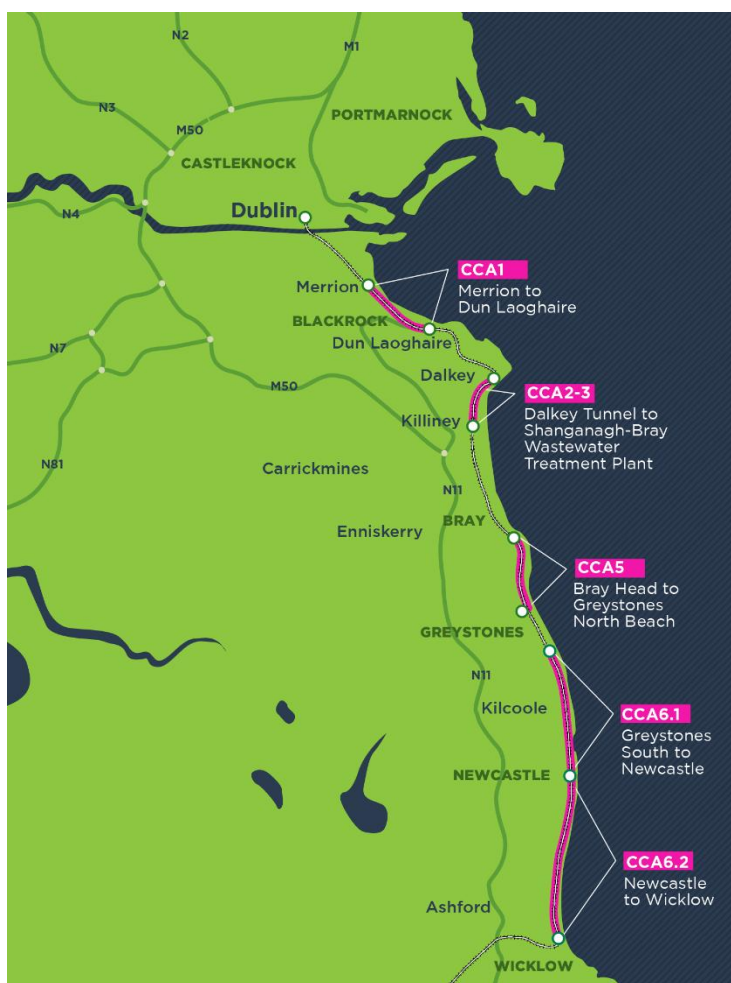 N2
M1
N3
PORTMARNOCK
M50
CASTLEKNOCK
N4
Dublin
CCA1
Merrion to
Dun Laoghaire
Merrion
BLACKROCK
Dun Laoghaire
N7
M50
Dalkey
CCA2-3
Dalkey Tunnel to
Shanganagh-Bray
Wastewater
Treatment Plant
Killiney
N81
Carrickmines
N11
BRAY
Enniskerry
CCA5
Bray Head to
Greystones
North Beach
GREYSTONES
N11
Kilcoole
CCA6.1
Greystones
South to
Newcastle
NEWCASTLE
CCA6.2
Newcastle
to Wicklow
Ashford
WICKLOW